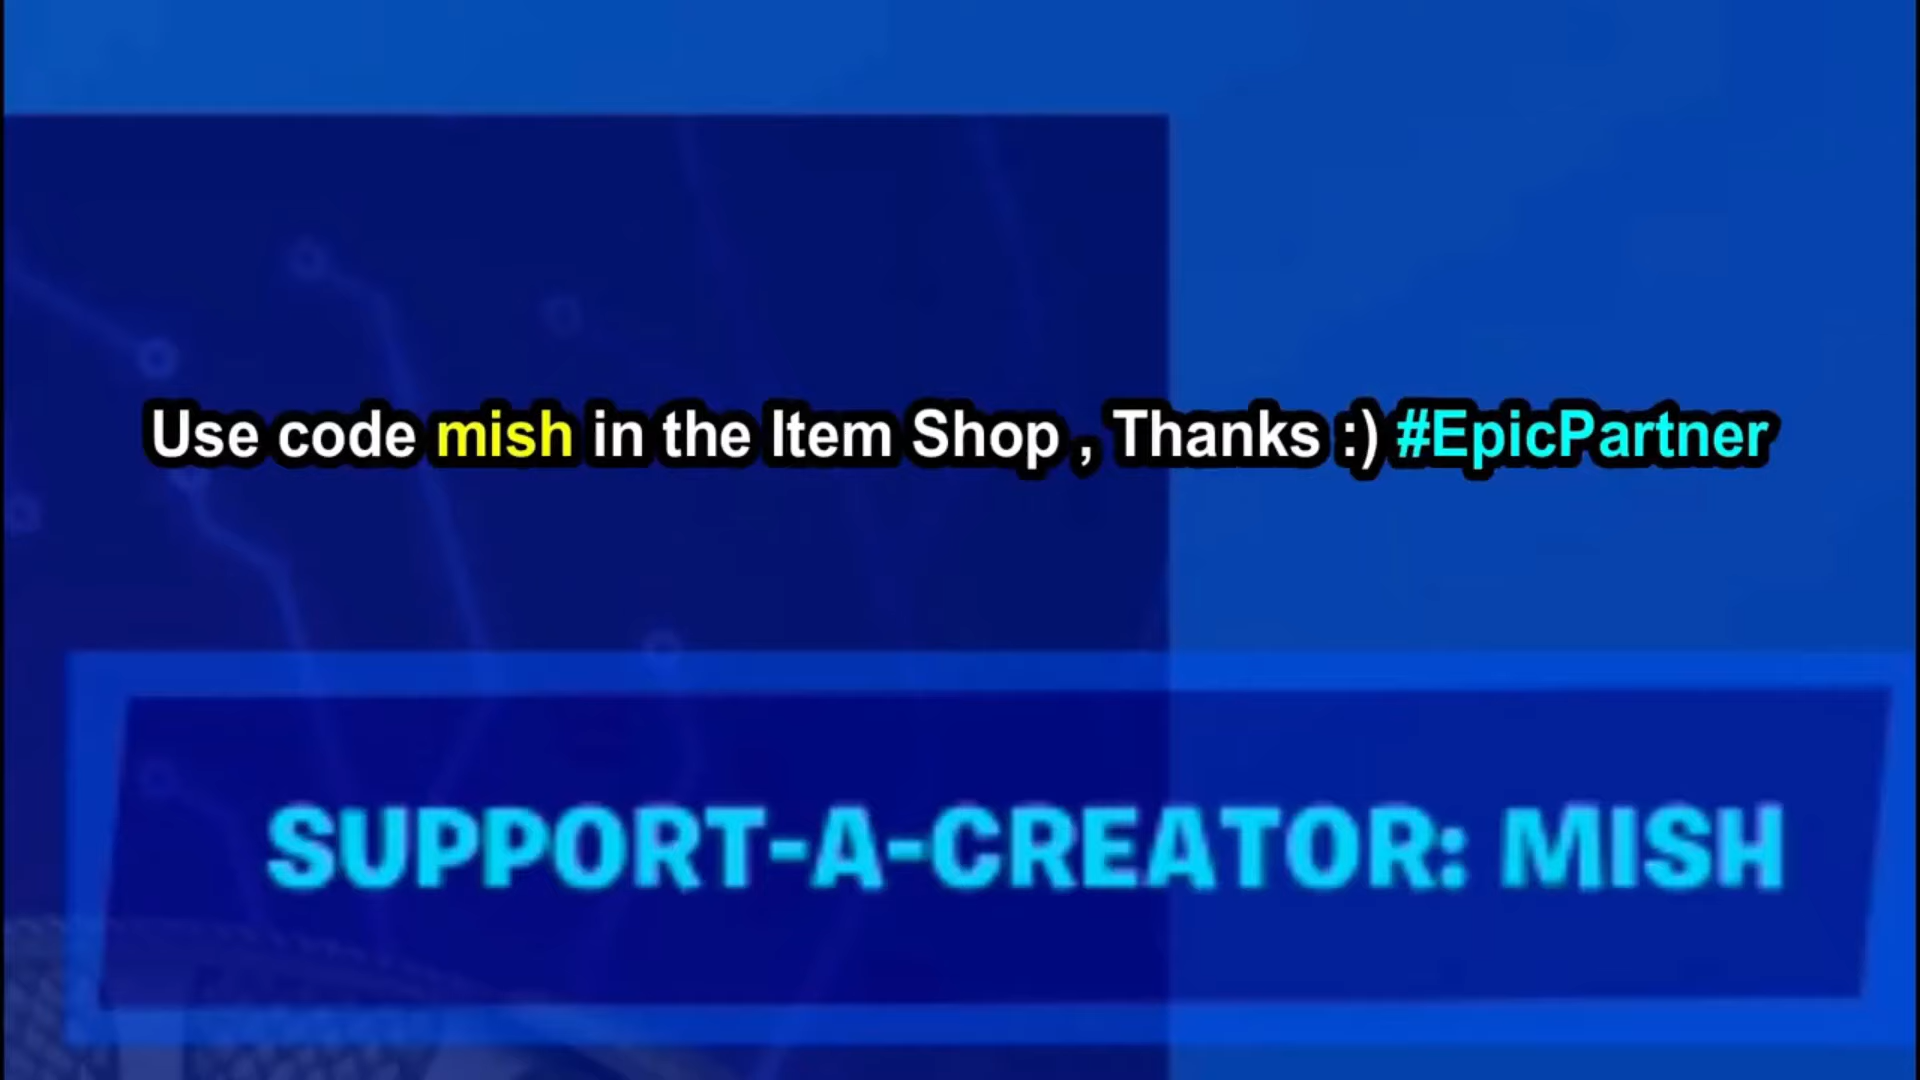 Use code mish in the Item Shop , Thanks :) #EpicPartner
SUPPORT-A-CREATOR: MISH